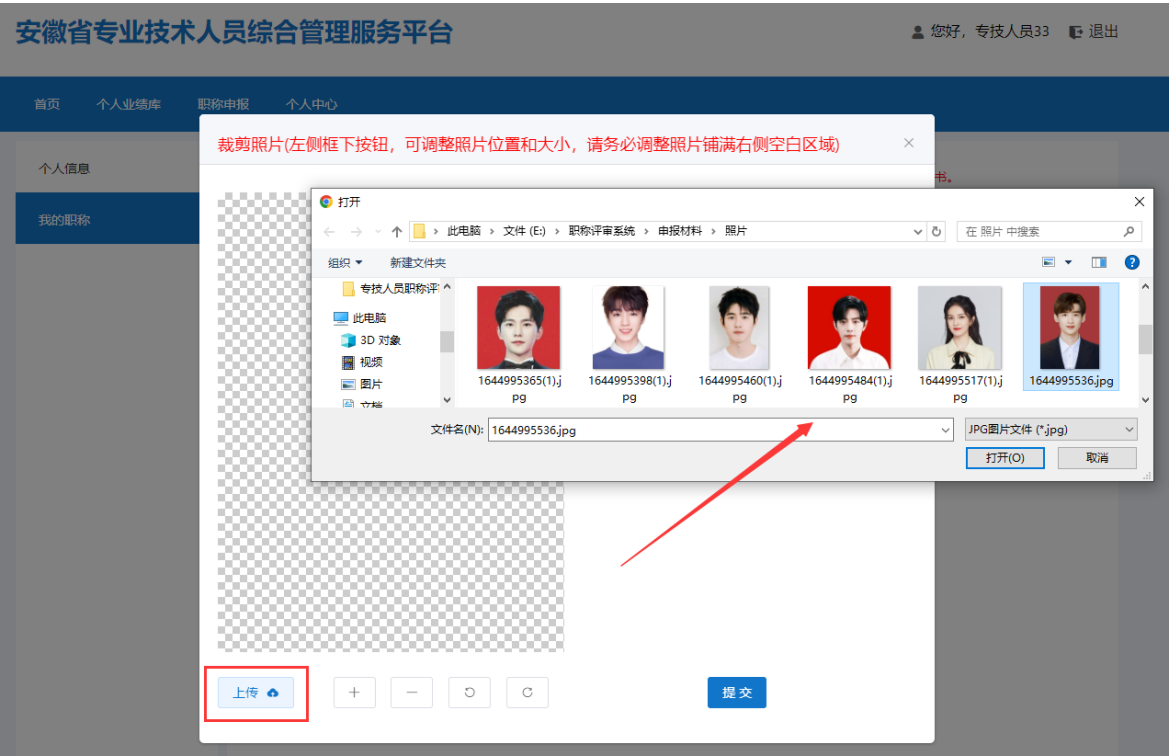 安徽省专业技术人员综合管理服务平台
您好，专技人员33 退出
首页 个人业绩库 职称申报 个人中心
裁剪照片(左侧框下按钮，可调整照片位置和大小，请务必调整照片铺满右侧空白区域)
个人信息
书。
我的职称
打开
此电脑 › 文件 (E:) › 职称评审系统 › 申报材料 › 照片
在 照片 中搜索
组织 新建文件夹
专技人员职称评
此电脑
3D 对象
视频
图片
文档
1644995365(1).j
pg
1644995398(1).j
pg
1644995460(1).j
pg
1644995484(1).j
pg
1644995517(1).j
pg
1644995536.jpg
文件名(N): 1644995536.jpg
JPG图片文件 (*.jpg)
打开(O) 取消
上传
提交